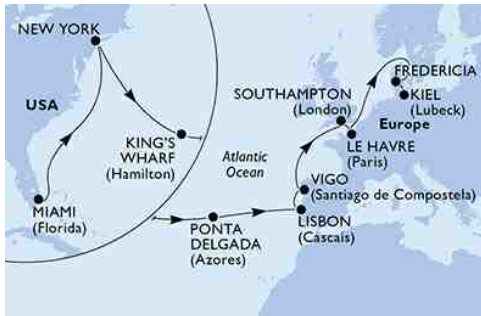 NEW YORK
USA
KING'S
WHARF
(Hamilton)
MIAMI
(Florida)
Atlantic
Ocean
PONTA
DELGADA
(Azores)
SOUTHAMPTON
(London)
FREDERICIA
KIEL
(Lubeck)
Europe
LE HAVRE
(Paris)
VIGO
(Santiago de Compostela)
LISBON
(Cascais)